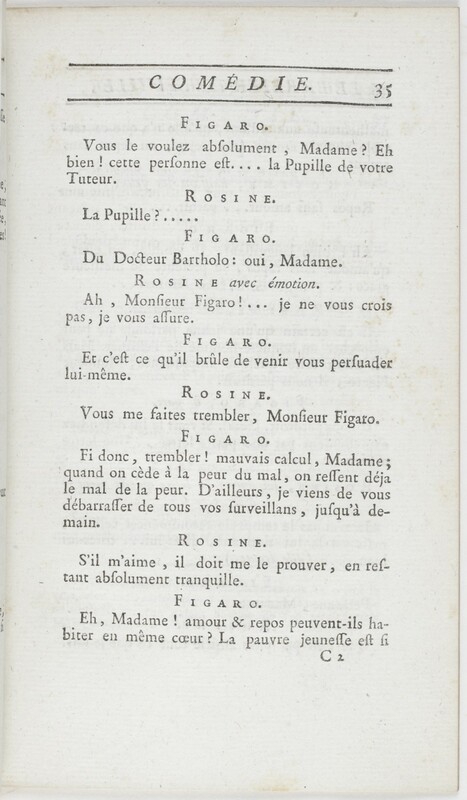 COMÉDIE. 35
FIGARO.
Vous le voulez abſolument, Madame? Eh
bien! cette perſonne eſt.... la Pupille de votre
Tuteur.
ROSINE.
La Pupille?.....
FIGARO.
Du Docteur Bartholo: oui, Madame.
ROSINE avec émotion.
Ah, Monſieur Figaro!... je ne vous crois
pas, je vous aſſure.
FIGARO.
Et c'eſt ce qu'il brûle de venir vous perſuader
lui-même.
ROSINE.
Vous me faites trembler, Monſieur Figaro.
FIGARO.
Fi donc, trembler! mauvais calcul, Madame;
quand on cède à la peur du mal, on reſſent déja
le mal de la peur. D'ailleurs, je viens de vous
débarraſſer de tous vos ſurveillans, juſqu'à de-
main.
ROSINE.
S'il m'aime, il doit me le prouver, en reſ-
tant abſolument tranquille.
FIGARO.
Eh, Madame! amour & repos peuvent-ils ha-
biter en même cœur? La pauvre jeuneſſe eſt ſi
C 2